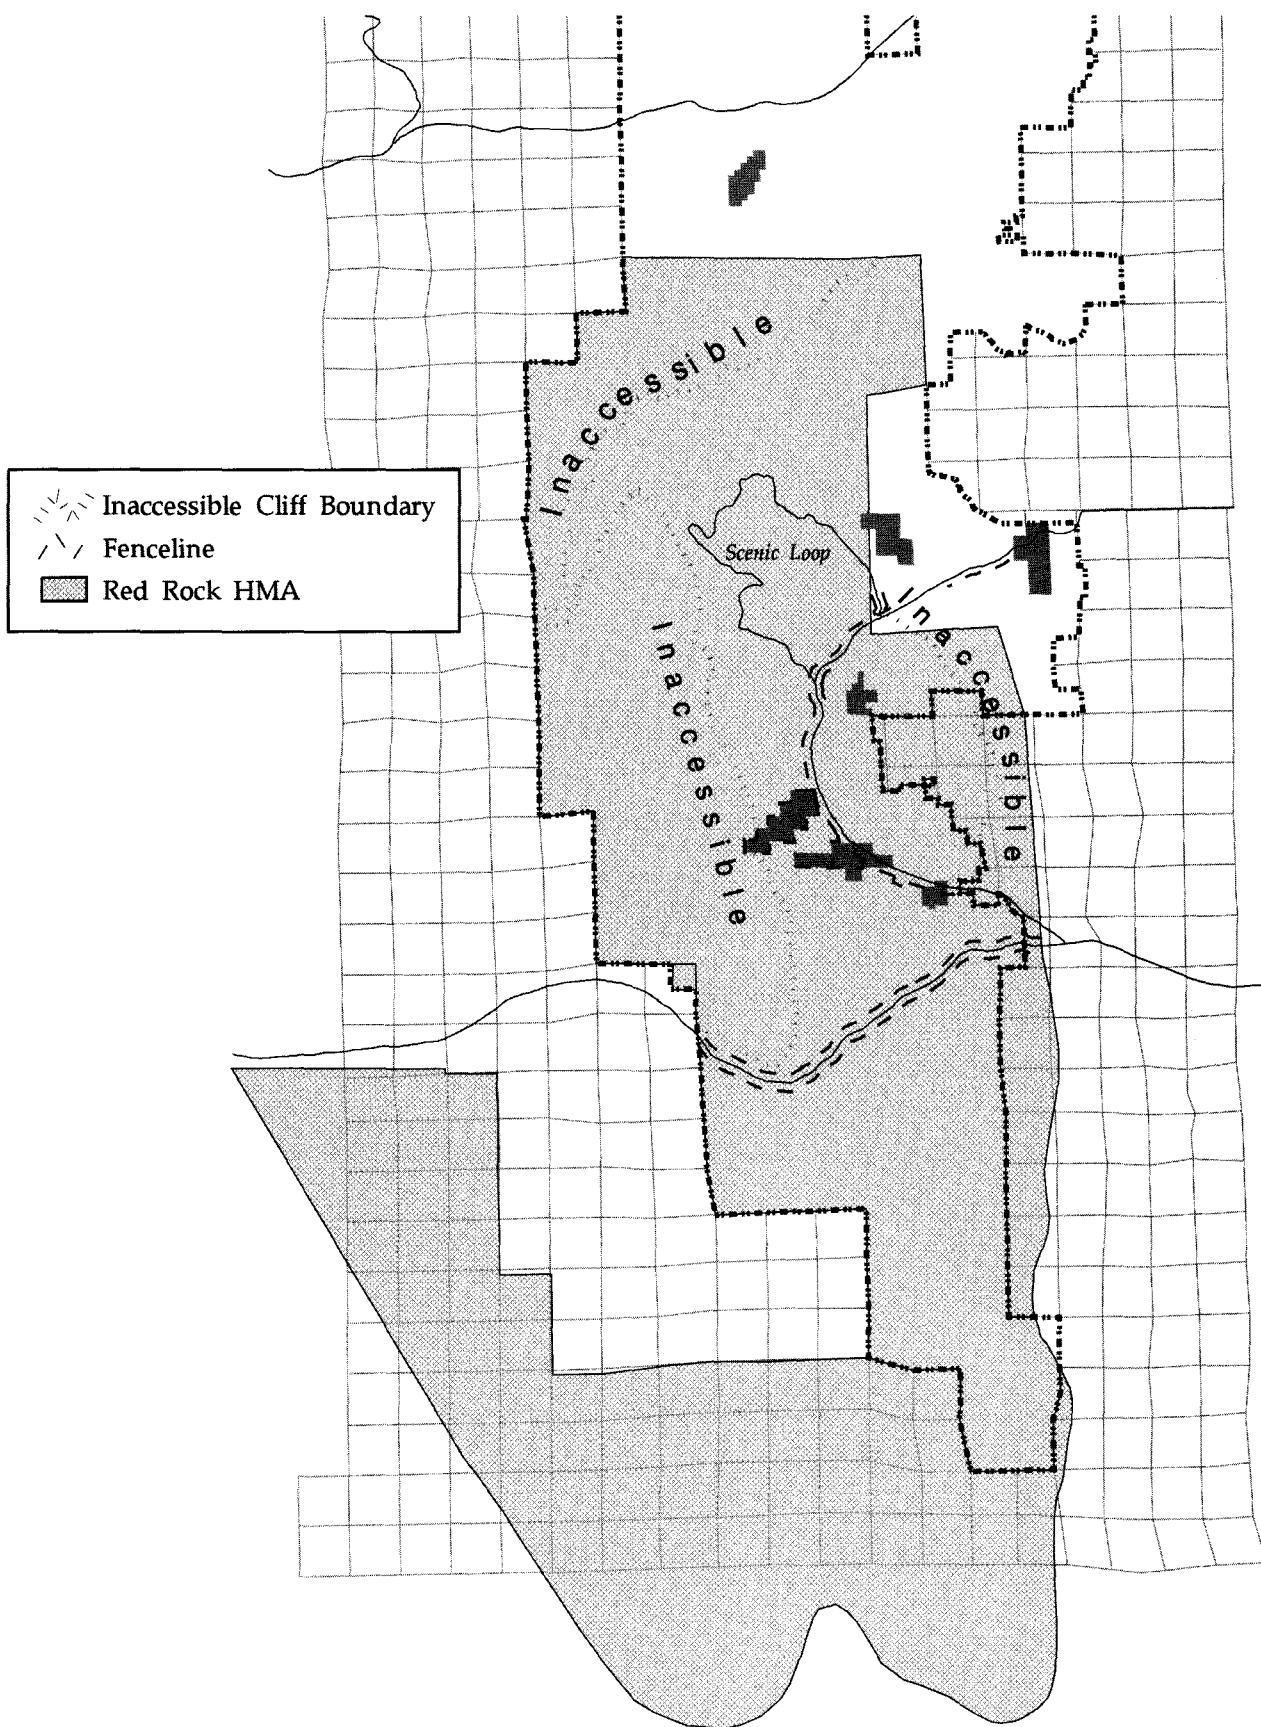 Inaccessible
Inaccessible Cliff Boundary
Fenceline
Red Rock HMA
Scenic Loop
Inaccessible
Inaccessible